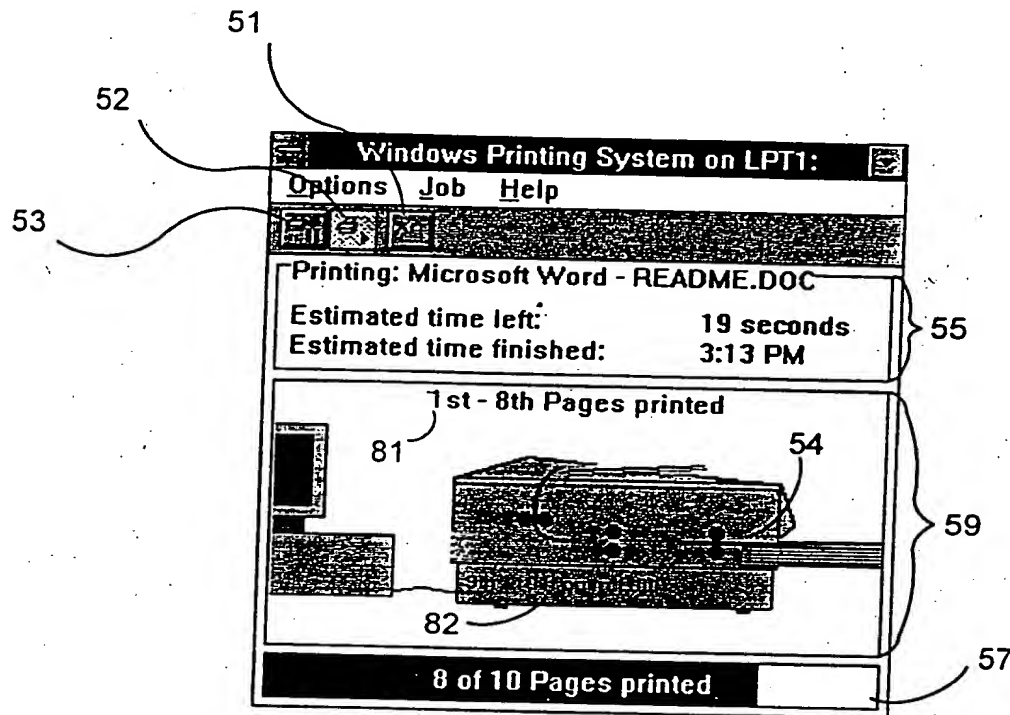 51
52
Windows Printing System on LPT1:
Options Job Help
53
Printing: Microsoft Word - README.DOC
Estimated time left: 19 seconds
55
Estimated time finished: 3:13 PM
1st - 8th Pages printed
81
54
59
82
8 of 10 Pages printed
57